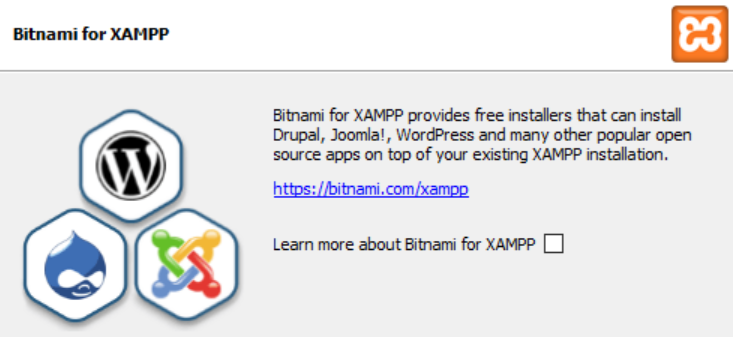 Bitnami for XAMPP
Bitnami for XAMPP provides free installers that can install
Drupal, Joomla!, WordPress and many other popular open
source apps on top of your existing XAMPP installation.
https://bitnami.com/xampp
Learn more about Bitnami for XAMPP